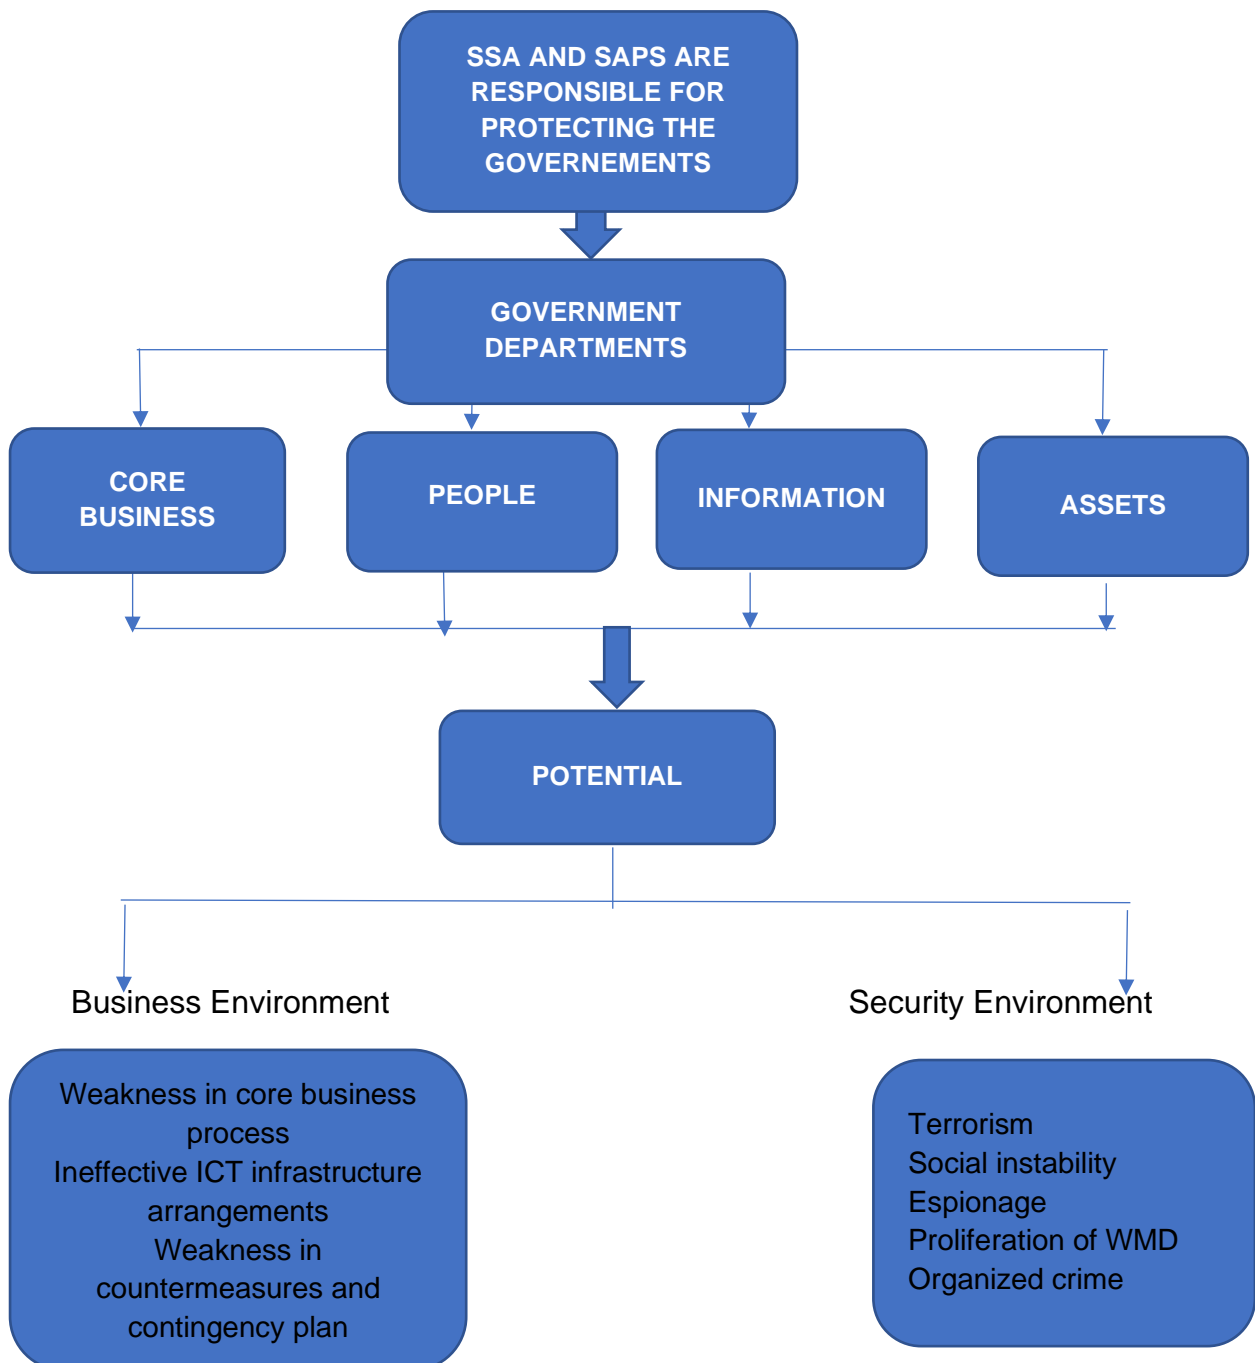 SSA AND SAPS ARE
RESPONSIBLE FOR
PROTECTING THE
GOVERNEMENTS
GOVERNMENT
DEPARTMENTS
CORE
BUSINESS
PEOPLE
INFORMATION
ASSETS
POTENTIAL
Business Environment
Security Environment
Weakness in core business
process
Ineffective ICT infrastructure
arrangements
Weakness in
countermeasures and
contingency plan
Terrorism
Social instability
Espionage
Proliferation of WMD
Organized crime